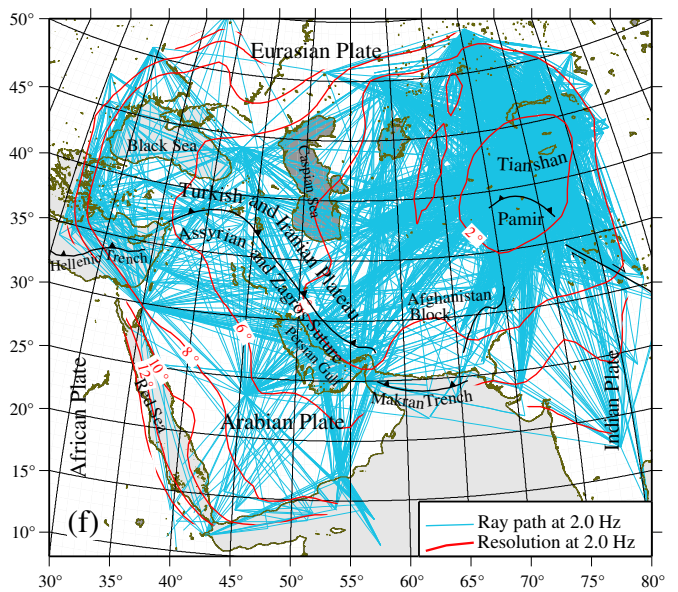 50°
45°
40°
35°
30°
25°
20°
15°
10°
Eurasian Plate
Black Sea
Caspian Sea
Tianshan
Pamir
2 °
Turkish and Iranian Plateau
Assyrian and Zagros Suture
Hellenic Trench
Afghanistan
Block
6 °
8 °
10 °
12 °
Persian Gulf
Makran Trench
Red Sea
Arabian Plate
African Plate
Indian Plate
(f)
Ray path at 2.0 Hz
Resolution at 2.0 Hz
30° 35° 40° 45° 50° 55° 60° 65° 70° 75° 80°